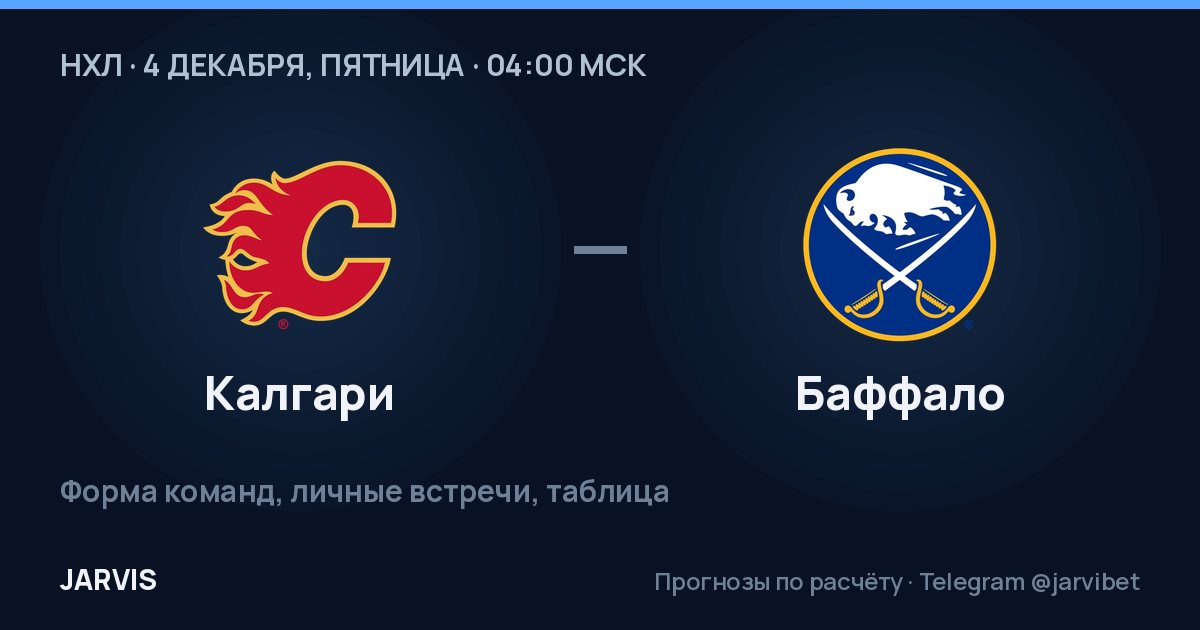 НХЛ · 4 ДЕКАБРЯ, ПЯТНИЦА · 04:00 МСК
Калгари — Баффало
Форма команд, личные встречи, таблица
JARVIS
Прогнозы по расчёту · Telegram @jarvibet